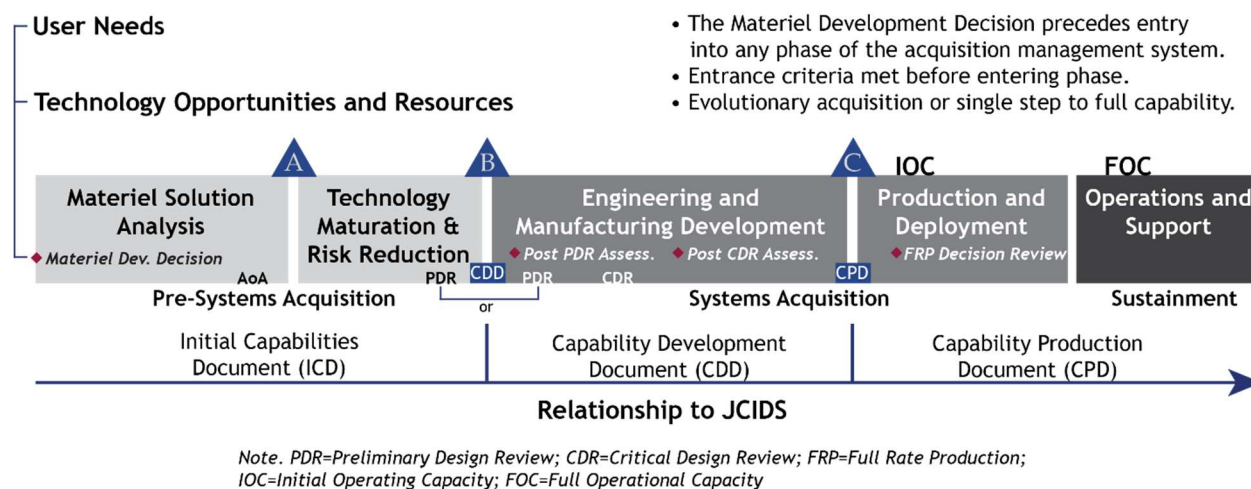 User Needs
Technology Opportunities and Resources
• The Materiel Development Decision precedes entry
into any phase of the acquisition management system.
• Entrance criteria met before entering phase.
• Evolutionary acquisition or single step to full capability.
A
B
C
IOC
FOC
Materiel Solution
Analysis
Materiel Dev. Decision
AoA
Technology
Maturation &
Risk Reduction
PDR
CDD
Engineering and
Manufacturing Development
Post PDR Assess.
Post CDR Assess.
PDR
CDR
CPD
Production and
Deployment
FRP Decision Review
Operations and
Support
Pre-Systems Acquisition
or
Systems Acquisition
Sustainment
Initial Capabilities
Document (ICD)
Capability Development
Document (CDD)
Capability Production
Document (CPD)
Relationship to JCIDS
Note. PDR=Preliminary Design Review; CDR=Critical Design Review; FRP=Full Rate Production;
IOC=Initial Operating Capacity; FOC=Full Operational Capacity